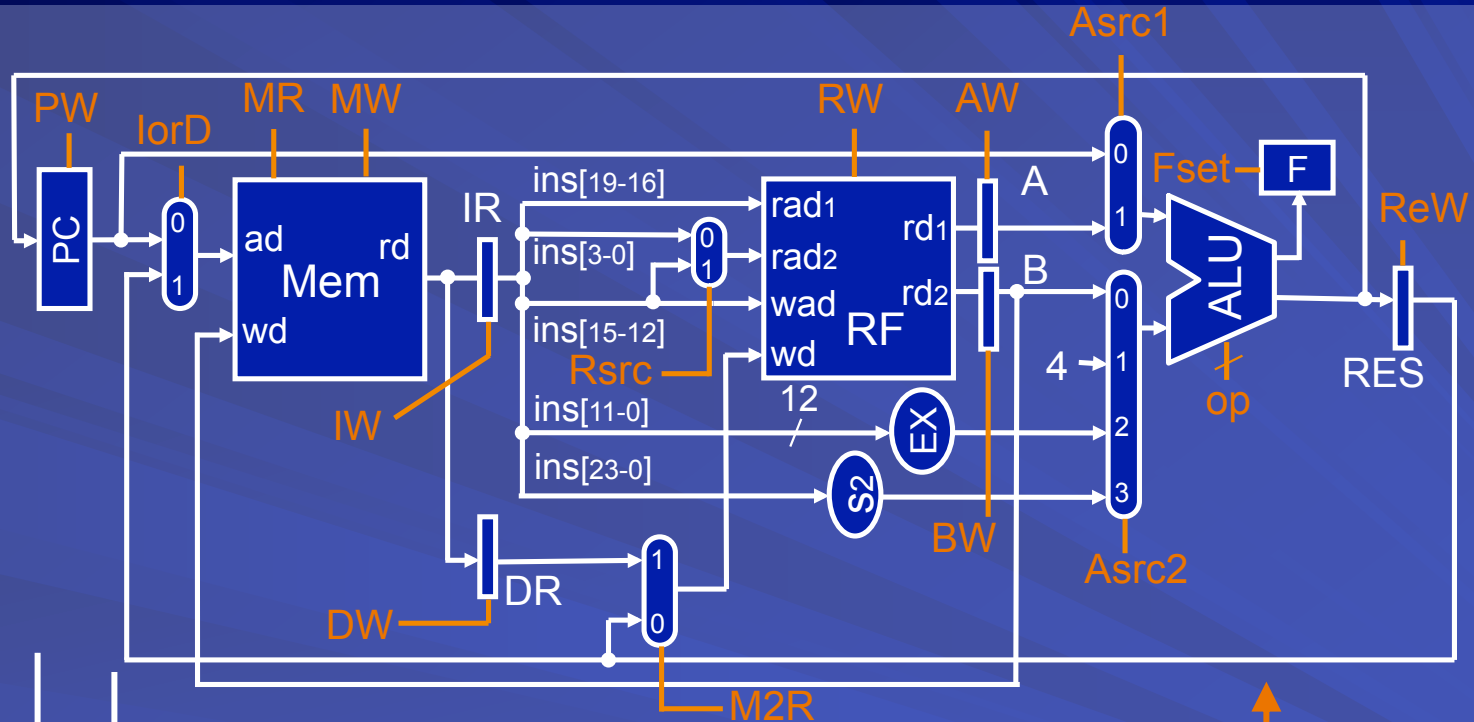 Asrc1
PW
IorD
MR
MW
RW
AW
ins[19-16]
A
0
1
Fset
F
ReW
PC
0
1
ad
rd
Mem
wd
IR
ins[3-0]
0
1
rad1
rad2
wad
wd
rd1
rd2
RF
B
0
1
2
3
4
ALU
op
RES
ins[15-12]
Rsrc
12
IW
ins[11-0]
EX
ins[23-0]
S2
BW
Asrc2
DR
DW
1
0
M2R